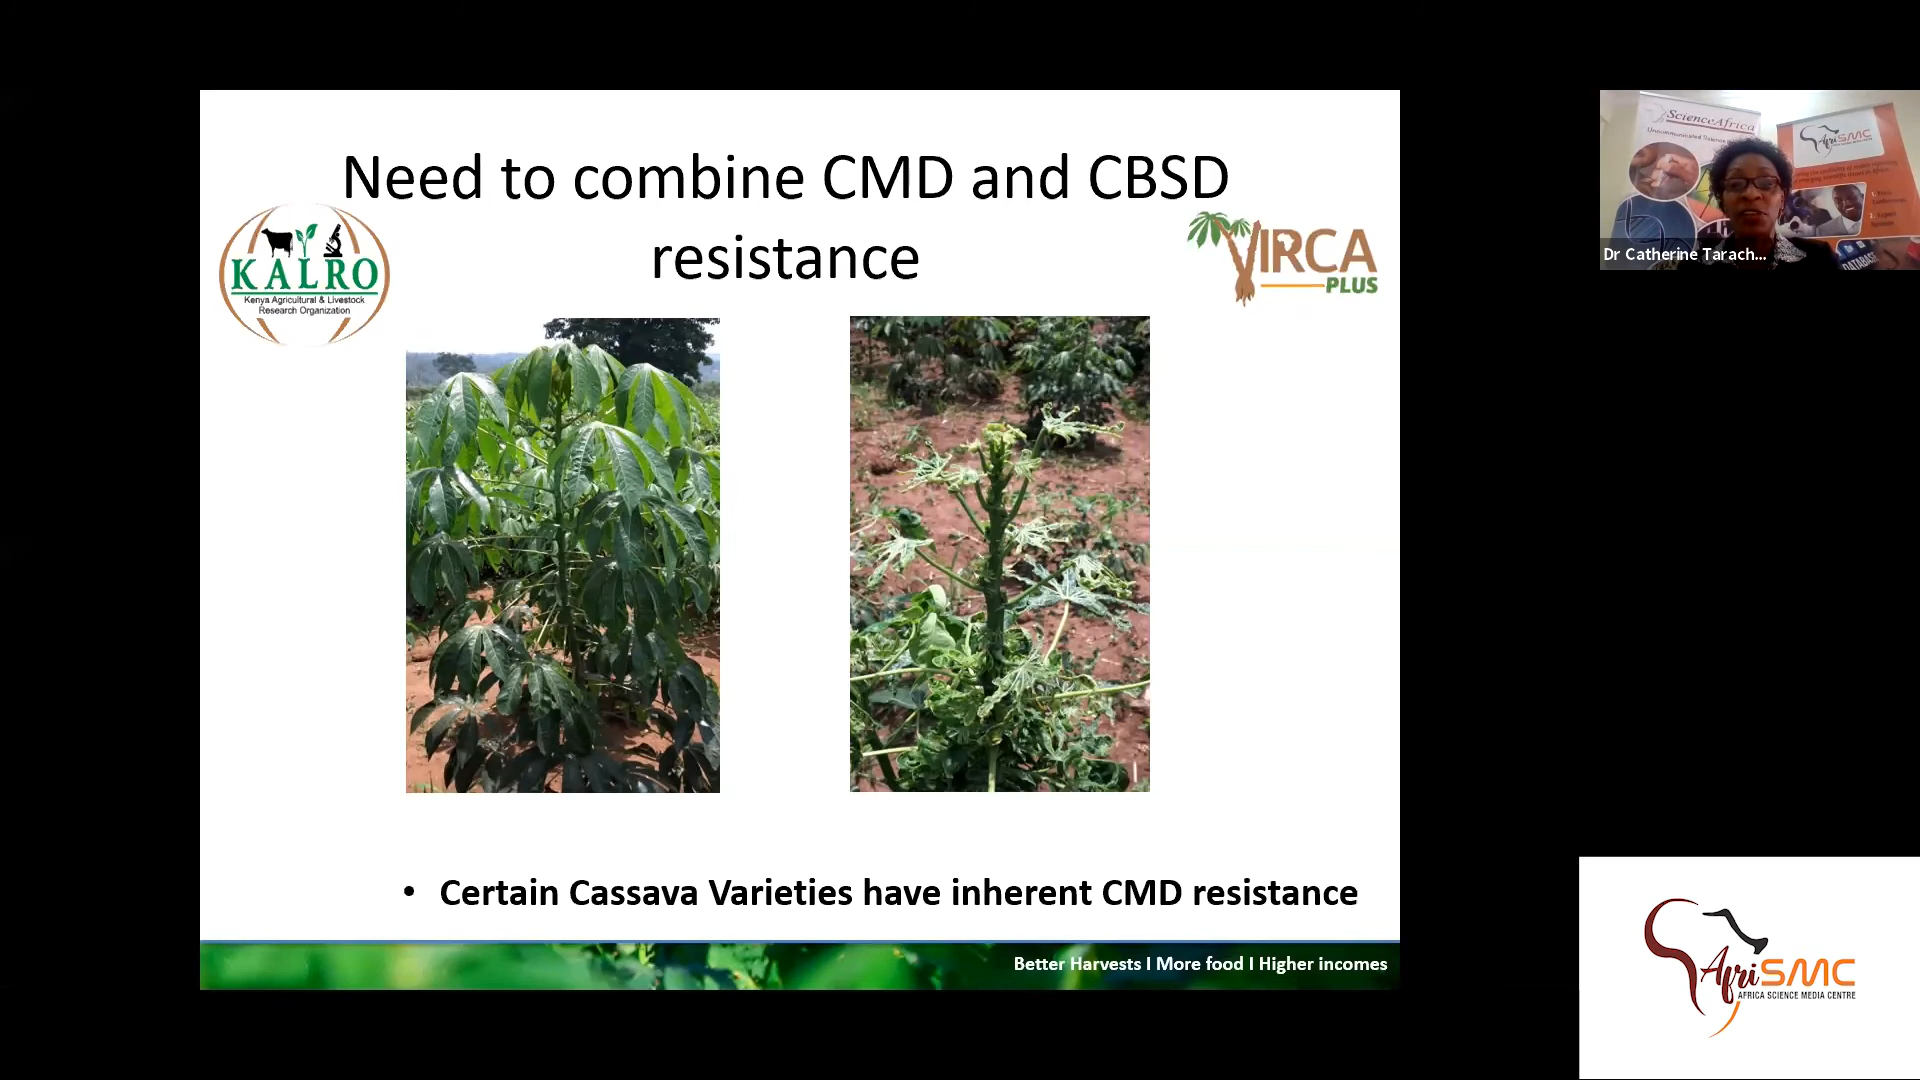 Need to combine CMD and CBSD
resistance
KALRO
Kenya Agricultural & Livestock
Research Organization
VIRCA
PLUS
• Certain Cassava Varieties have inherent CMD resistance
Better Harvests I More food I Higher incomes
ScienceAfrica
AfriSMC
Dr Catherine Tarach...
DATABASE
AfriSMC
AFRICA SCIENCE MEDIA CENTRE